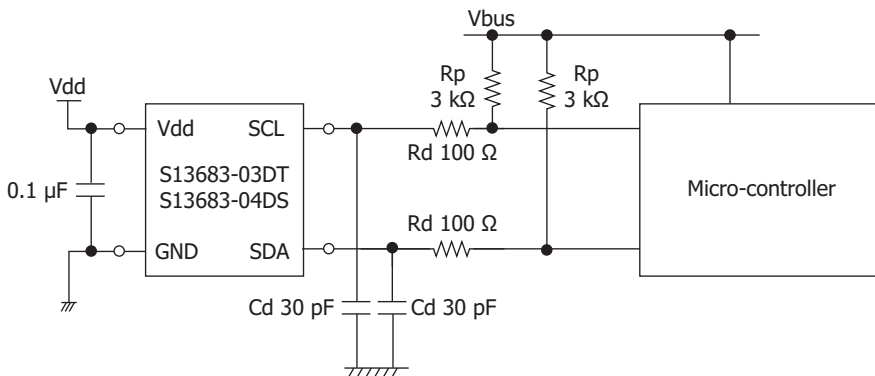 Vbus
Vdd
Rp
3 kΩ
Rp
3 kΩ
Vdd
SCL
Rd 100 Ω
S13683-03DT
S13683-04DS
0.1 µF
Micro-controller
Rd 100 Ω
GND
SDA
Cd 30 pF
Cd 30 pF